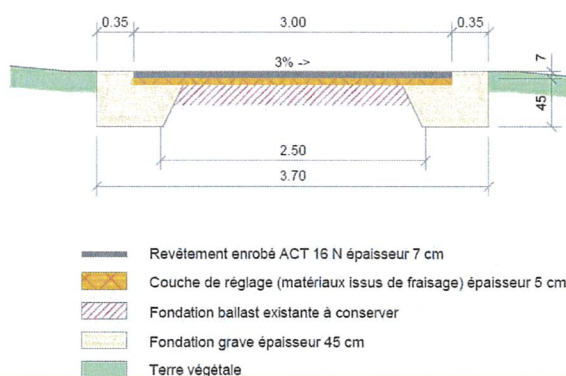 0.35 3.00 0.35
3% ->
7
45
2.50
3.70
Revêtement enrobé ACT 16 N épaisseur 7 cm
Couche de réglage (matériaux issus de fraisage) épaisseur 5 cm
Fondation ballast existante à conserver
Fondation grave épaisseur 45 cm
Terre végétale